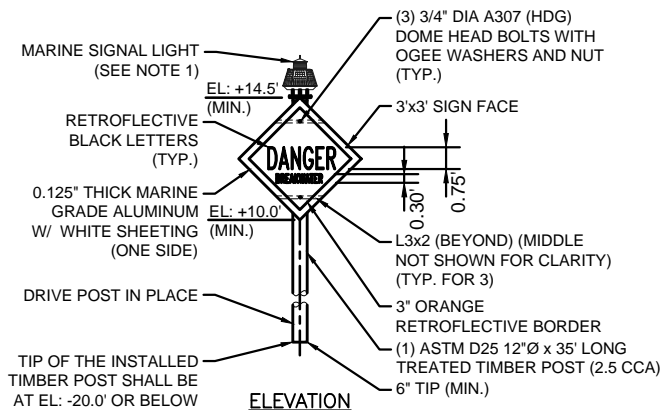 MARINE SIGNAL LIGHT
(SEE NOTE 1)
EL: +14.5'
(MIN.)
RETROFLECTIVE
BLACK LETTERS
(TYP.)
0.125" THICK MARINE
GRADE ALUMINUM
W/ WHITE SHEETING
(ONE SIDE)
EL: +10.0'
(MIN.)
DRIVE POST IN PLACE
TIP OF THE INSTALLED
TIMBER POST SHALL BE
AT EL: -20.0' OR BELOW
DANGER
BREAKWATER
(3) 3/4" DIA A307 (HDG)
DOME HEAD BOLTS WITH
OGEE WASHERS AND NUT
(TYP.)
3'x3' SIGN FACE
0.30'
0.75'
L3x2 (BEYOND) (MIDDLE
NOT SHOWN FOR CLARITY)
(TYP. FOR 3)
3" ORANGE
RETROFLECTIVE BORDER
(1) ASTM D25 12"Ø x 35' LONG
TREATED TIMBER POST (2.5 CCA)
6" TIP (MIN.)
ELEVATION